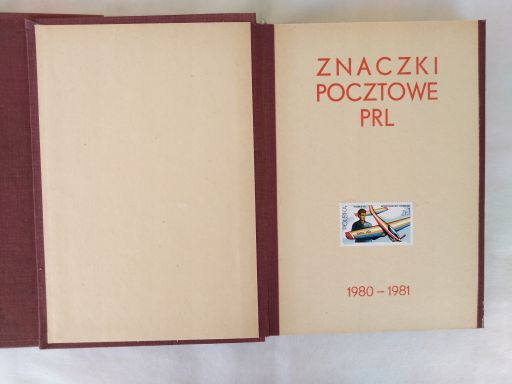 ZNACZKI
POCZTOWE
PRL
POLSKA
1980-1981